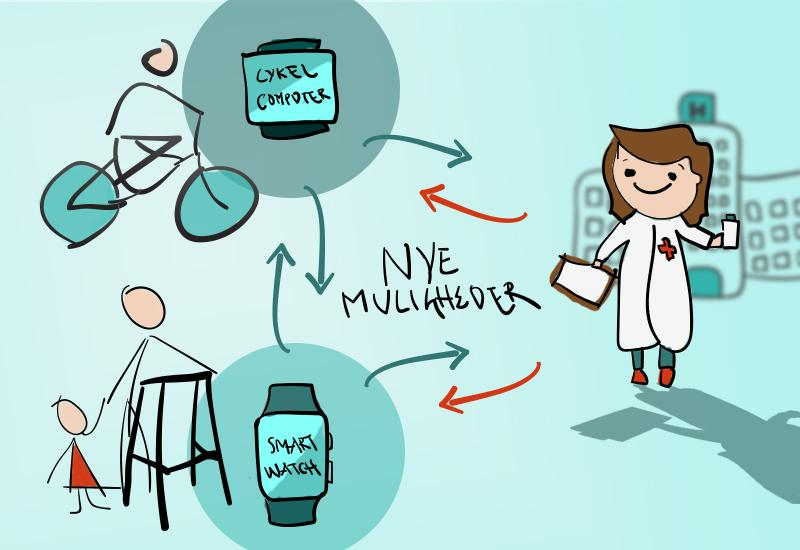 CYKEL
COMPUTER
H
NYE
MULIGHEDER
SMART
WATCH